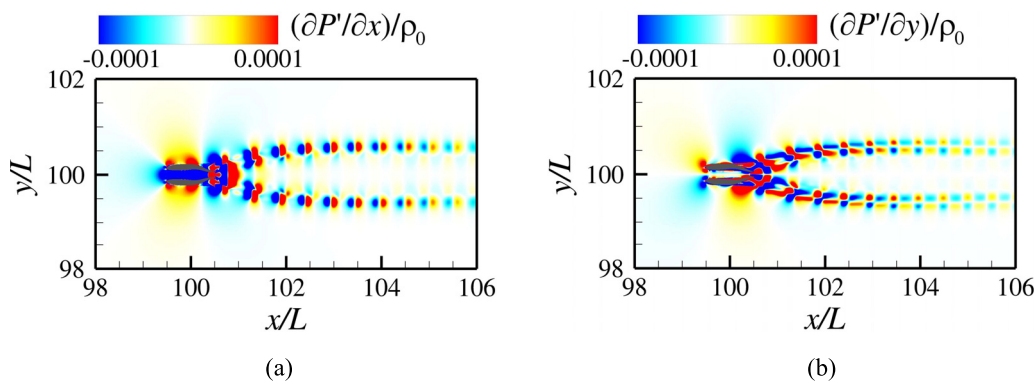 (∂P'/∂x)/ρ₀
-0.0001 0.0001
102
y/L
100
98
98 100 102 104 106
x/L
(a)
(∂P'/∂y)/ρ₀
-0.0001 0.0001
102
y/L
100
98
98 100 102 104 106
x/L
(b)